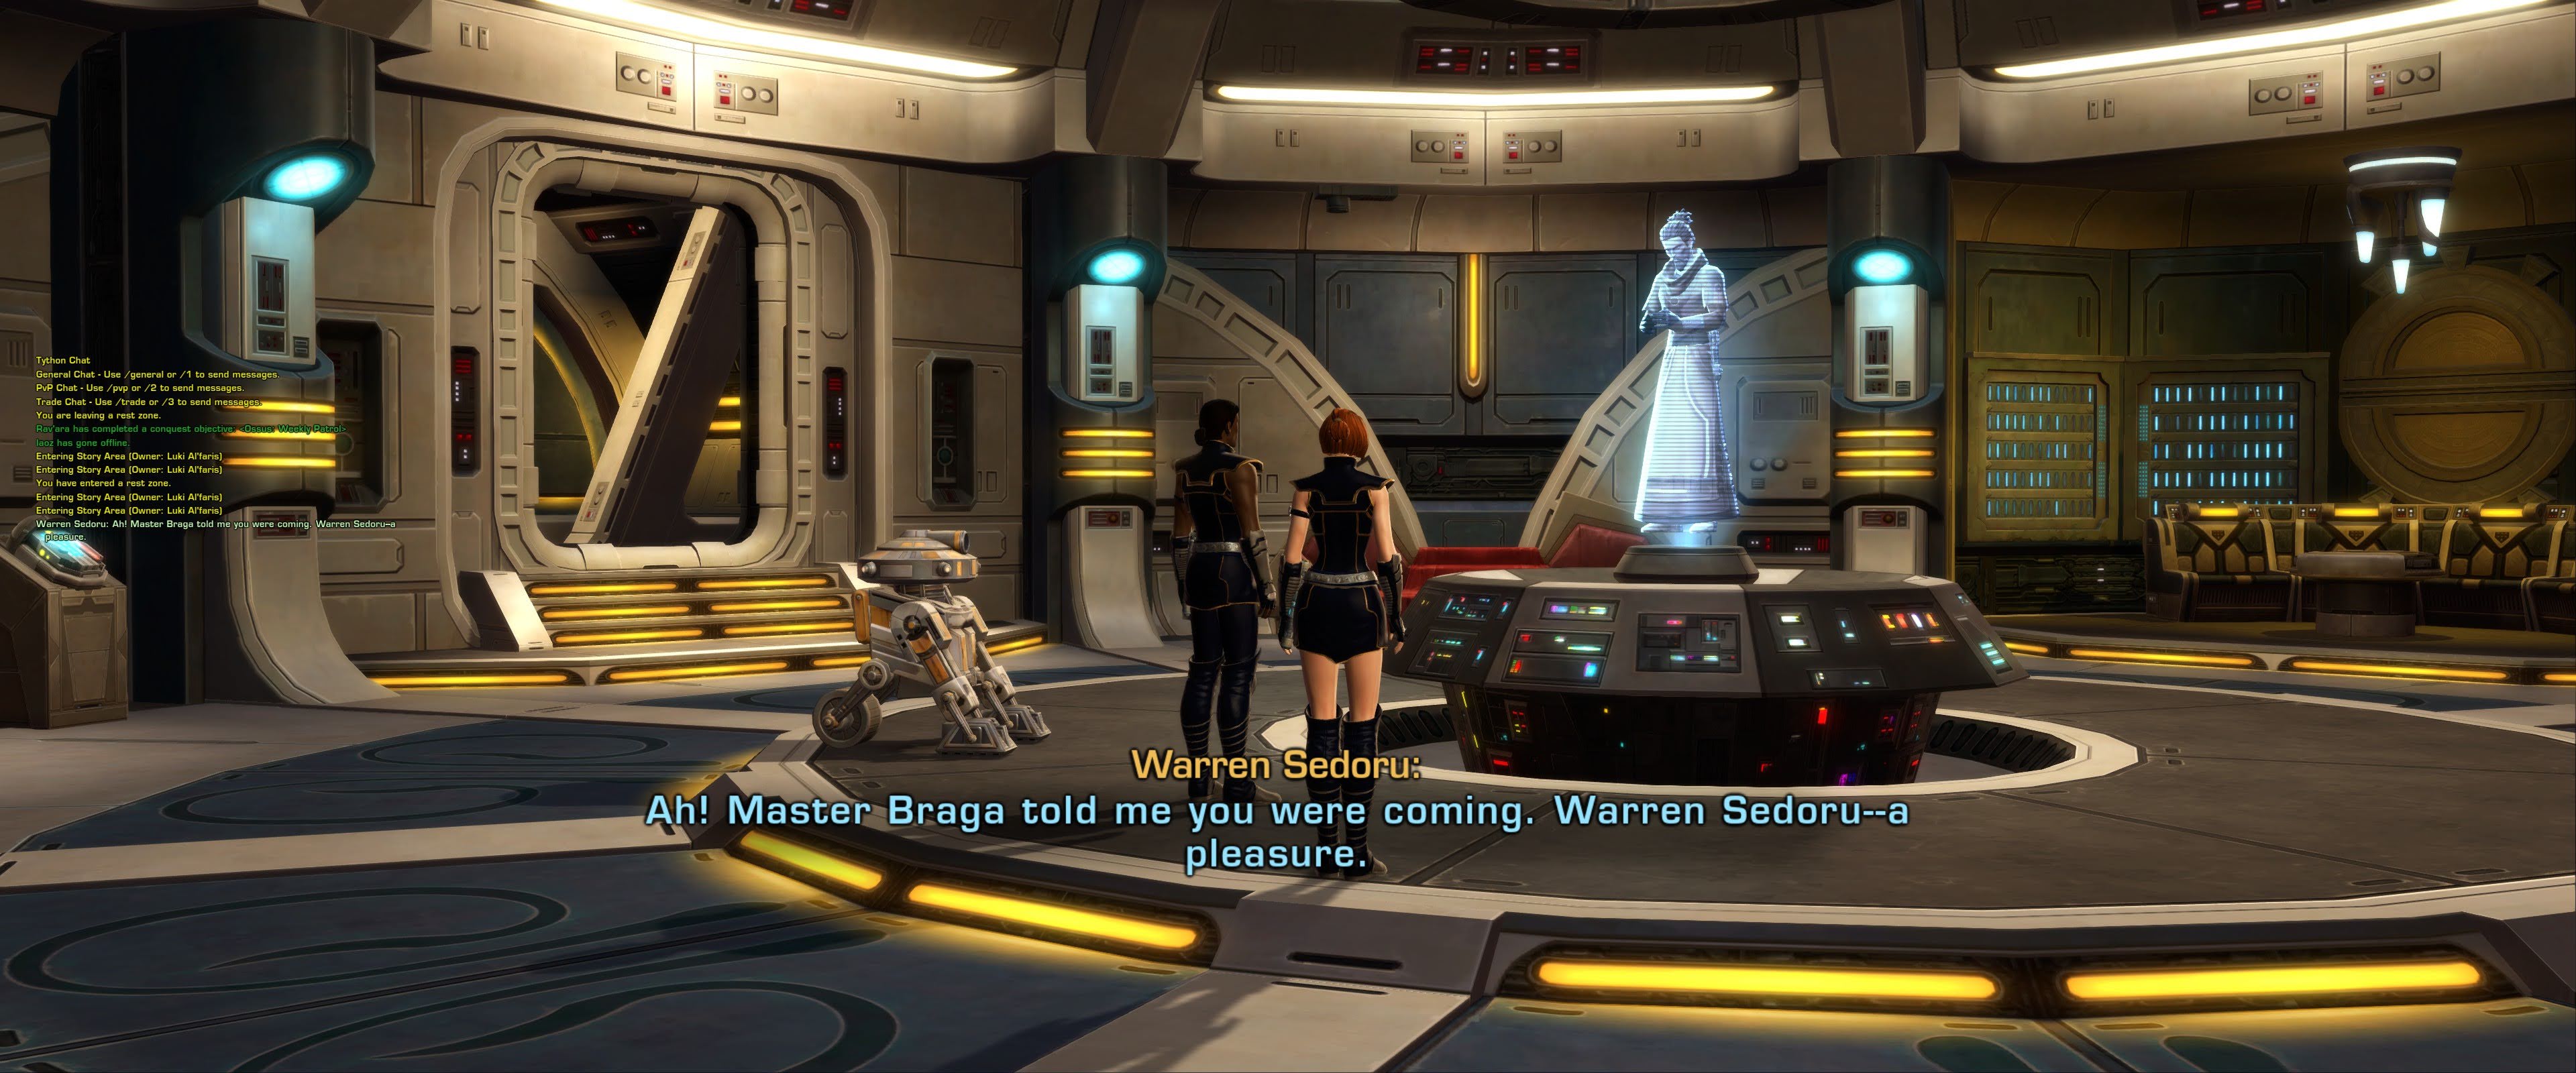 Tython Chat
General Chat - Use /general or /1 to send messages.
PvP Chat - Use /pvp or /2 to send messages.
Trade Chat - Use /trade or /3 to send messages.
You are leaving a rest zone.
Rav'ara has completed a conquest objective: <Ossus: Weekly Patrol>
Iaoz has gone offline.
Entering Story Area (Owner: Luki Al'faris)
Entering Story Area (Owner: Luki Al'faris)
You have entered a rest zone.
Entering Story Area (Owner: Luki Al'faris)
Entering Story Area (Owner: Luki Al'faris)
Warren Sedoru: Ah! Master Braga told me you were coming. Warren Sedoru--a
pleasure.
Warren Sedoru:
Ah! Master Braga told me you were coming. Warren Sedoru--a
pleasure.